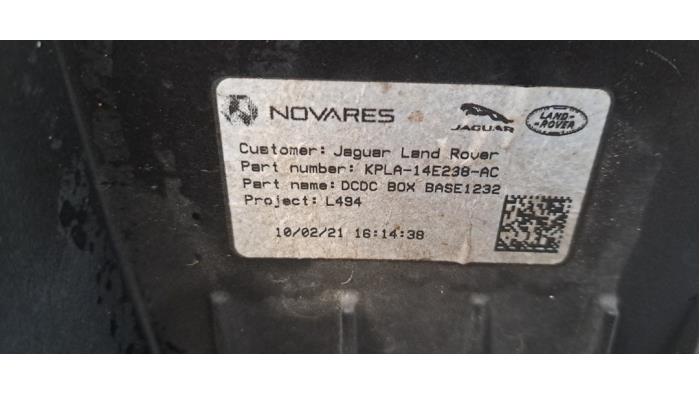 NOVARES
JAGUAR
LAND-
-ROVER
Customer: Jaguar Land Rover
Part number: KPLA-14E238-AC
Part name: DCDC BOX BASE1232
Project: L494
10/02/21 16:14:38